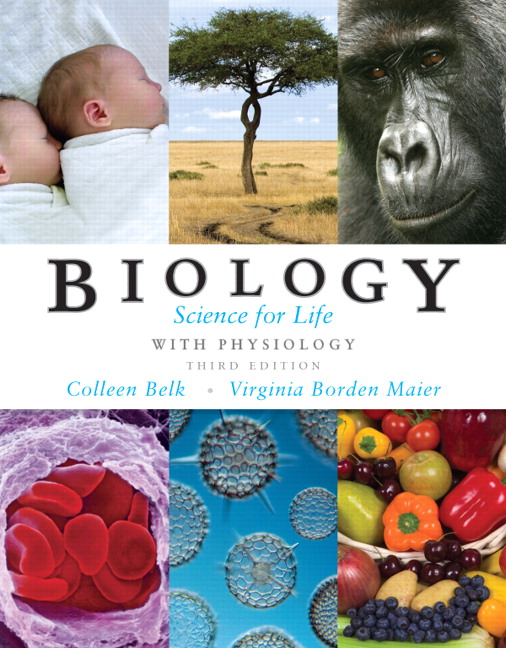 BIOLOGY
Science for Life
WITH PHYSIOLOGY
THIRD EDITION
Colleen Belk • Virginia Borden Maier